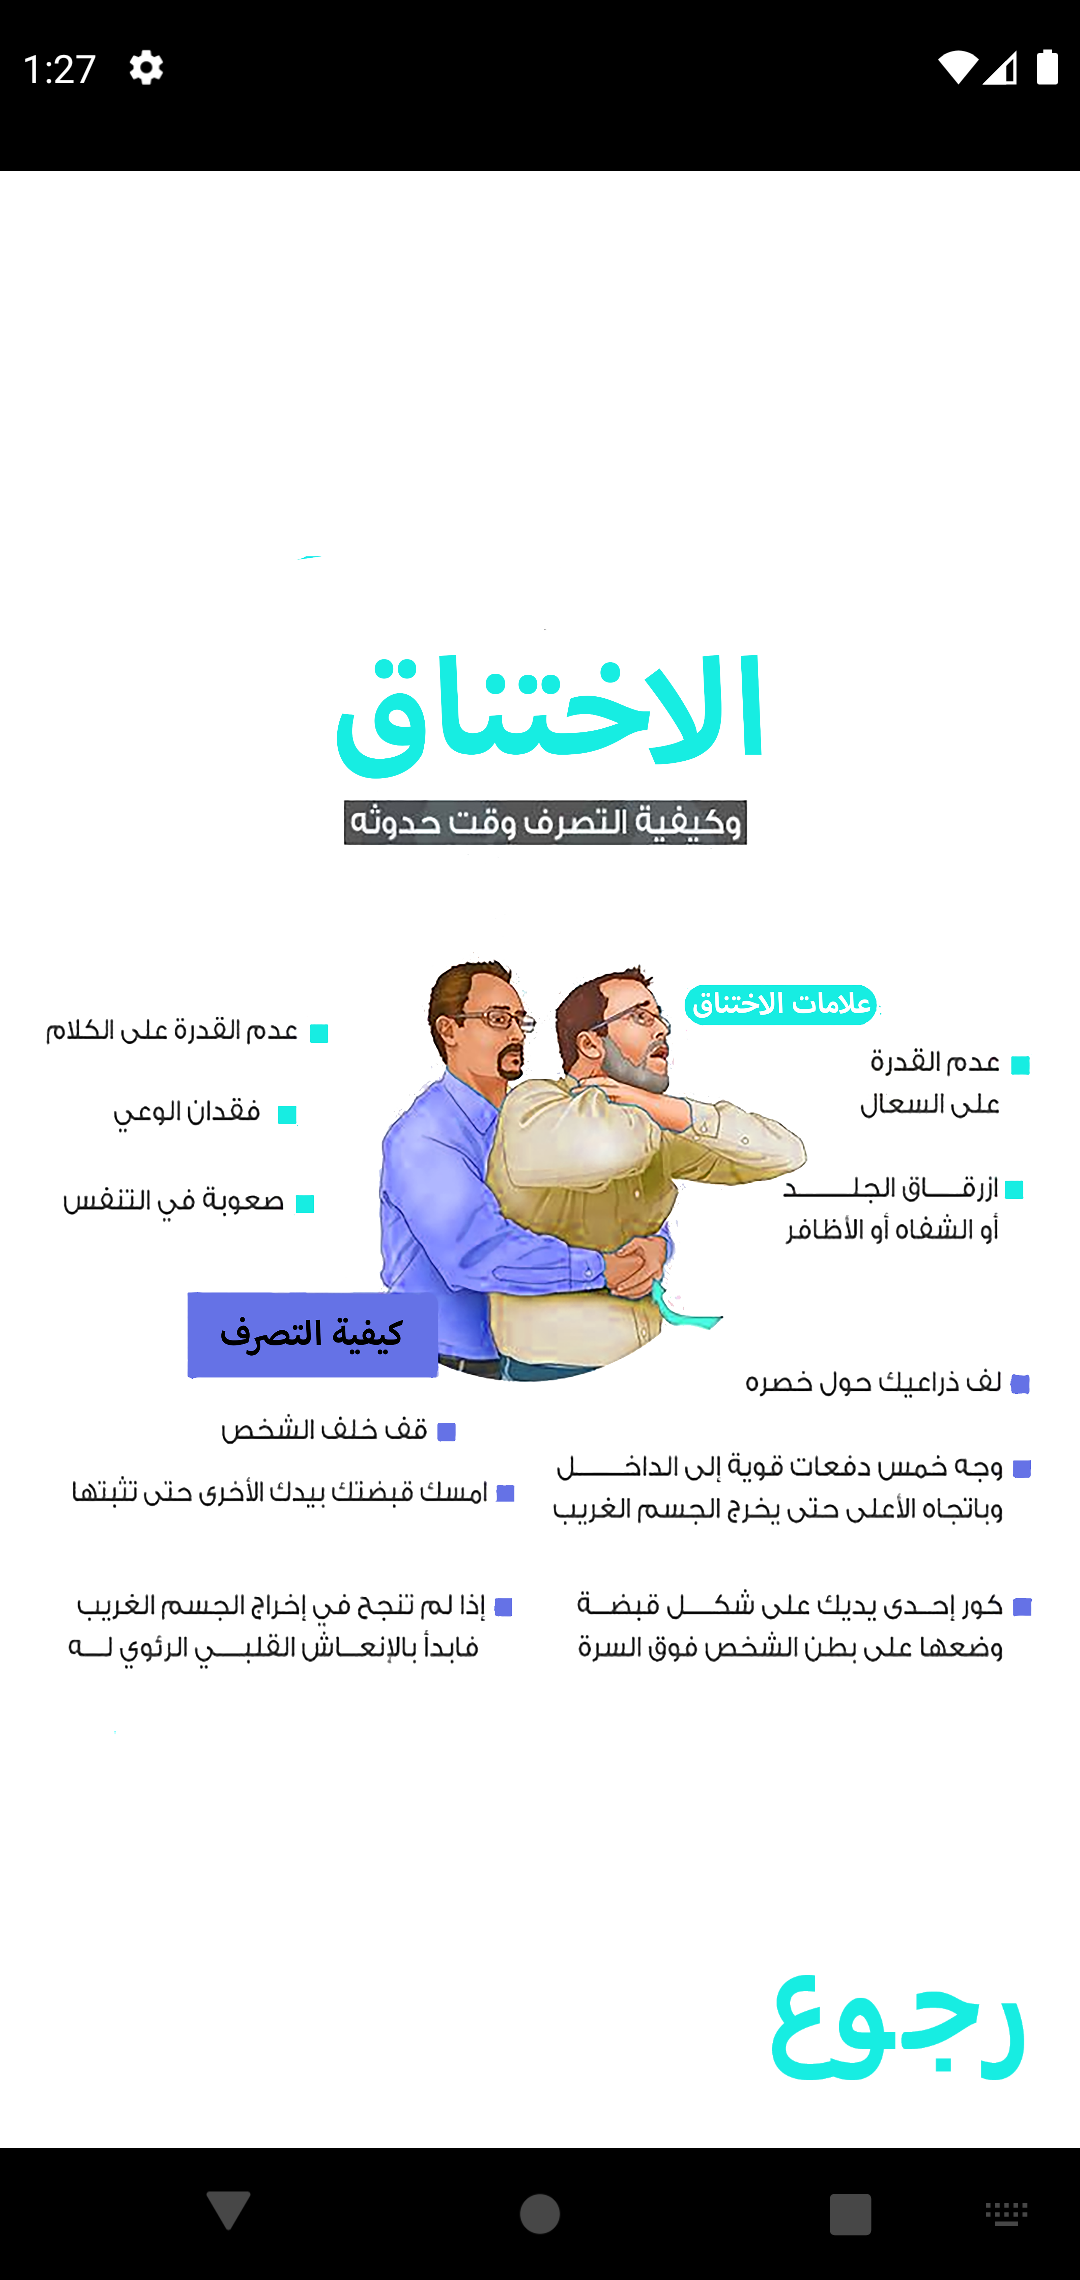 1:27
الاختناق
وكيفية التصرف وقت حدوثه
علامات الاختناق
عدم القدرة
على السعال
ازرقـــاق الجلــــــد
أو الشفاه أو الأظافر
عدم القدرة على الكلام
فقدان الوعي
صعوبة في التنفس
كيفية التصرف
قف خلف الشخص
لف ذراعيك حول خصره
امسك قبضتك بيدك الأخرى حتى تثبتها
وجه خمس دفعات قوية إلى الداخـــــل
وباتجاه الأعلى حتى يخرج الجسم الغريب
كور إحـدى يديك على شكـــل قبضـة
وضعها على بطن الشخص فوق السرة
إذا لم تنجح في إخراج الجسم الغريب
فابدأ بالإنعــاش القلبــــي الرئوي لــه
رجوع